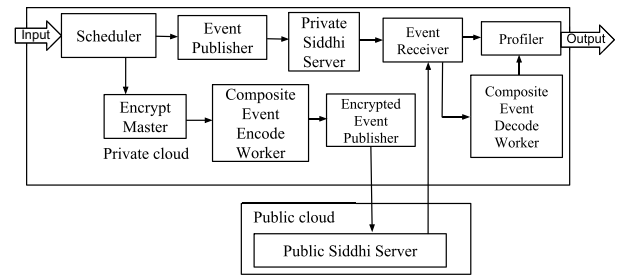 Input
Scheduler
Event
Publisher
Private
Siddhi
Server
Event
Receiver
Profiler
Output
Encrypt
Master
Composite
Event
Encode
Worker
Encrypted
Event
Publisher
Composite
Event
Decode
Worker
Private cloud
Public cloud
Public Siddhi Server